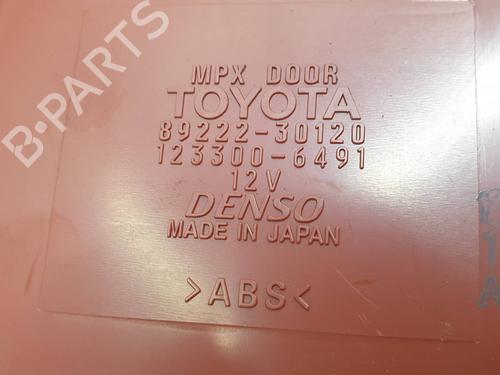 B-PARTS
MPX DOOR
TOYOTA
89222-30120
123300-6491
12V
DENSO
MADE IN JAPAN
>ABS<